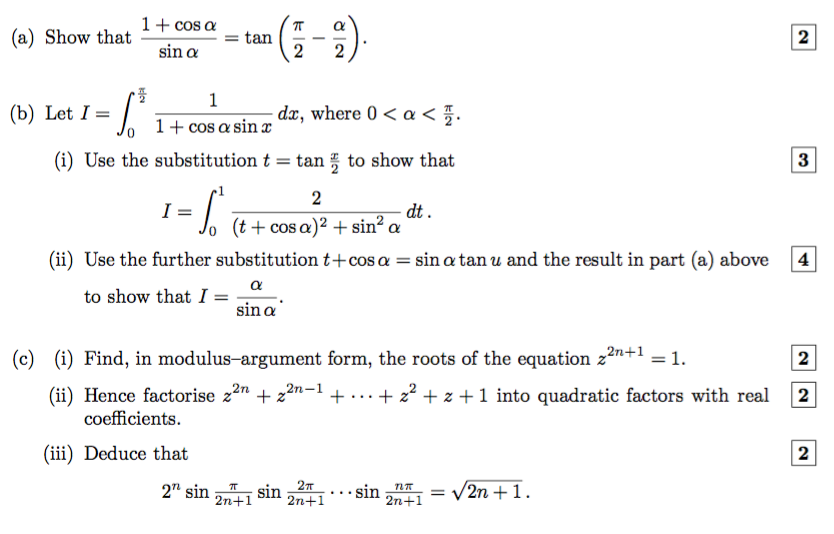 (a) Show that $\frac{1 + \cos \alpha}{\sin \alpha} = \tan \left( \frac{\pi}{2} - \frac{\alpha}{2} \right)$. 2
(b) Let $I = \int_0^{\frac{\pi}{2}} \frac{1}{1 + \cos \alpha \sin x} \, dx$, where $0 < \alpha < \frac{\pi}{2}$.
(i) Use the substitution $t = \tan \frac{x}{2}$ to show that 3
$I = \int_0^1 \frac{2}{(t + \cos \alpha)^2 + \sin^2 \alpha} \, dt$.
(ii) Use the further substitution $t + \cos \alpha = \sin \alpha \tan u$ and the result in part (a) above 4
to show that $I = \frac{\alpha}{\sin \alpha}$.
(c) (i) Find, in modulus–argument form, the roots of the equation $z^{2n+1} = 1$. 2
(ii) Hence factorise $z^{2n} + z^{2n-1} + \cdots + z^2 + z + 1$ into quadratic factors with real 2
coefficients.
(iii) Deduce that 2
$2^n \sin \frac{\pi}{2n+1} \sin \frac{2\pi}{2n+1} \cdots \sin \frac{n\pi}{2n+1} = \sqrt{2n+1}$.